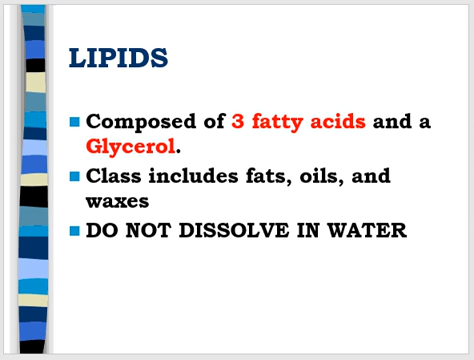 LIPIDS
Composed of 3 fatty acids and a
Glycerol.
Class includes fats, oils, and
waxes
DO NOT DISSOLVE IN WATER